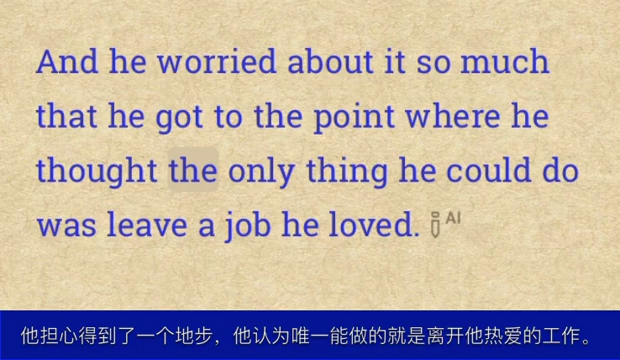 And he worried about it so much
that he got to the point where he
thought the only thing he could do
was leave a job he loved. AI
他担心得到了一个地步，他认为唯一能做的就是离开他热爱的工作。